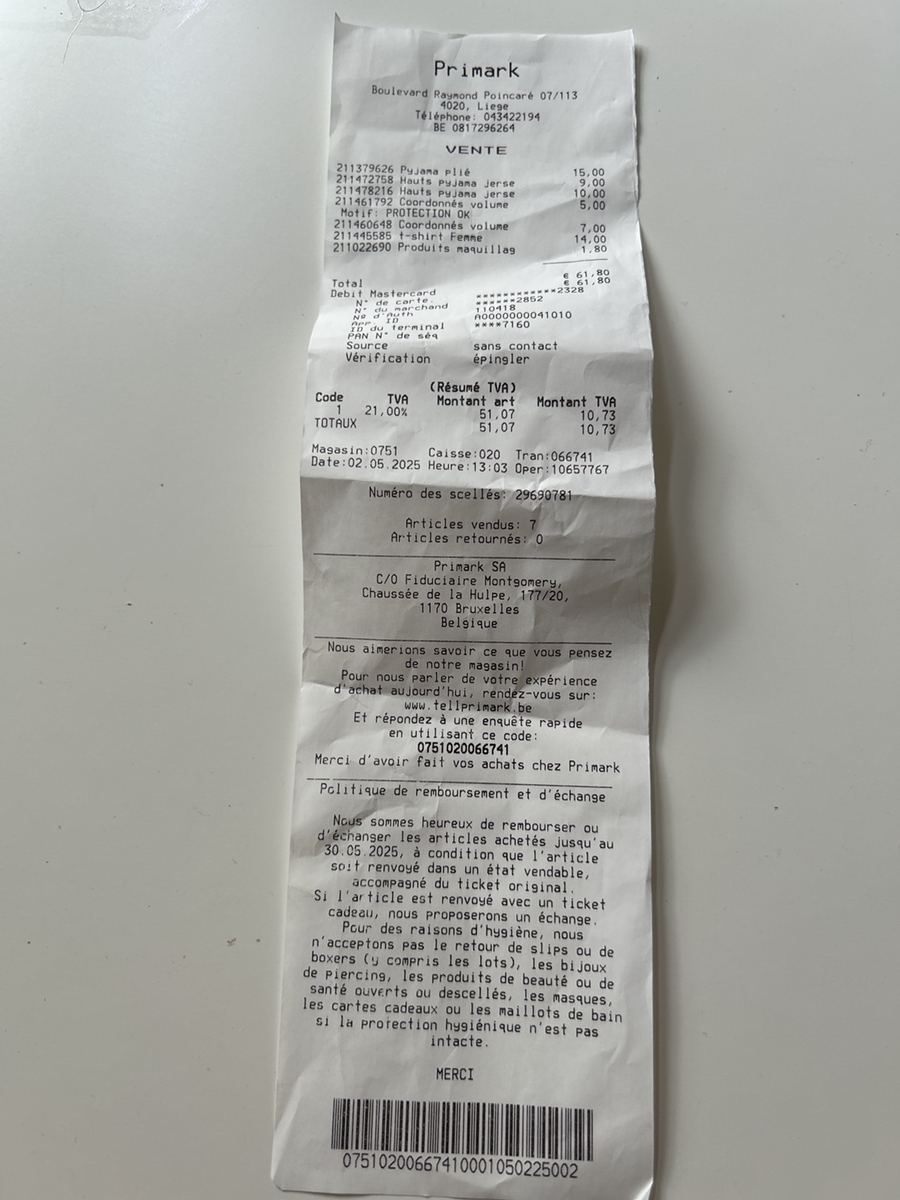 Primark
Boulevard Raymond Poincaré 07/113
4020, Liege
Téléphone: 043422194
BE 0817296264
VENTE
211379626 Pyjama plié 15,00
211472758 Hauts pyjama jerse 9,00
211478216 Hauts pyjama jerse 10,00
211461792 Coordonnés volume 5,00
Motif: PROTECTION OK
211460648 Coordonnés volume 7,00
211445585 t-shirt Femme 14,00
211022690 Produits maquillag 1,80
Total € 61,80
Debit Mastercard € 61,80
N° de carte. ************2328
N° du marchand ******2852
Nº d'Auth 110418
App ID A0000000041010
ID du terminal ****7160
PAN N° de séq
Source sans contact
Vérification épingler
(Résumé TVA)
Code TVA Montant art Montant TVA
1 21,00% 51,07 10,73
TOTAUX 51,07 10,73
Magasin:0751 Caisse:020 Tran:066741
Date:02.05.2025 Heure:13:03 Oper:10657767
Numéro des scellés: 29690781
Articles vendus: 7
Articles retournés: 0
Primark SA
C/O Fiduciaire Montgomery,
Chaussée de la Hulpe, 177/20,
1170 Bruxelles
Belgique
Nous aimerions savoir ce que vous pensez
de notre magasin!
Pour nous parler de votre expérience
d'achat aujourd'hui, rendez-vous sur:
www.tellprimark.be
Et répondez à une enquête rapide
en utilisant ce code:
0751020066741
Merci d'avoir fait vos achats chez Primark
Politique de remboursement et d'échange
Nous sommes heureux de rembourser ou
d'échanger les articles achetés jusqu'au
30.05.2025, à condition que l'article
soit renvoyé dans un état vendable,
accompagné du ticket original.
Si l'article est renvoyé avec un ticket
cadeau, nous proposerons un échange.
Pour des raisons d'hygiène, nous
n'acceptons pas le retour de slips ou de
boxers (y compris les lots), les bijoux
de piercing, les produits de beauté ou de
santé ouverts ou descellés, les masques,
les cartes cadeaux ou les maillots de bain
si la protection hygiénique n'est pas
intacte.
MERCI
07510200667410001050225002